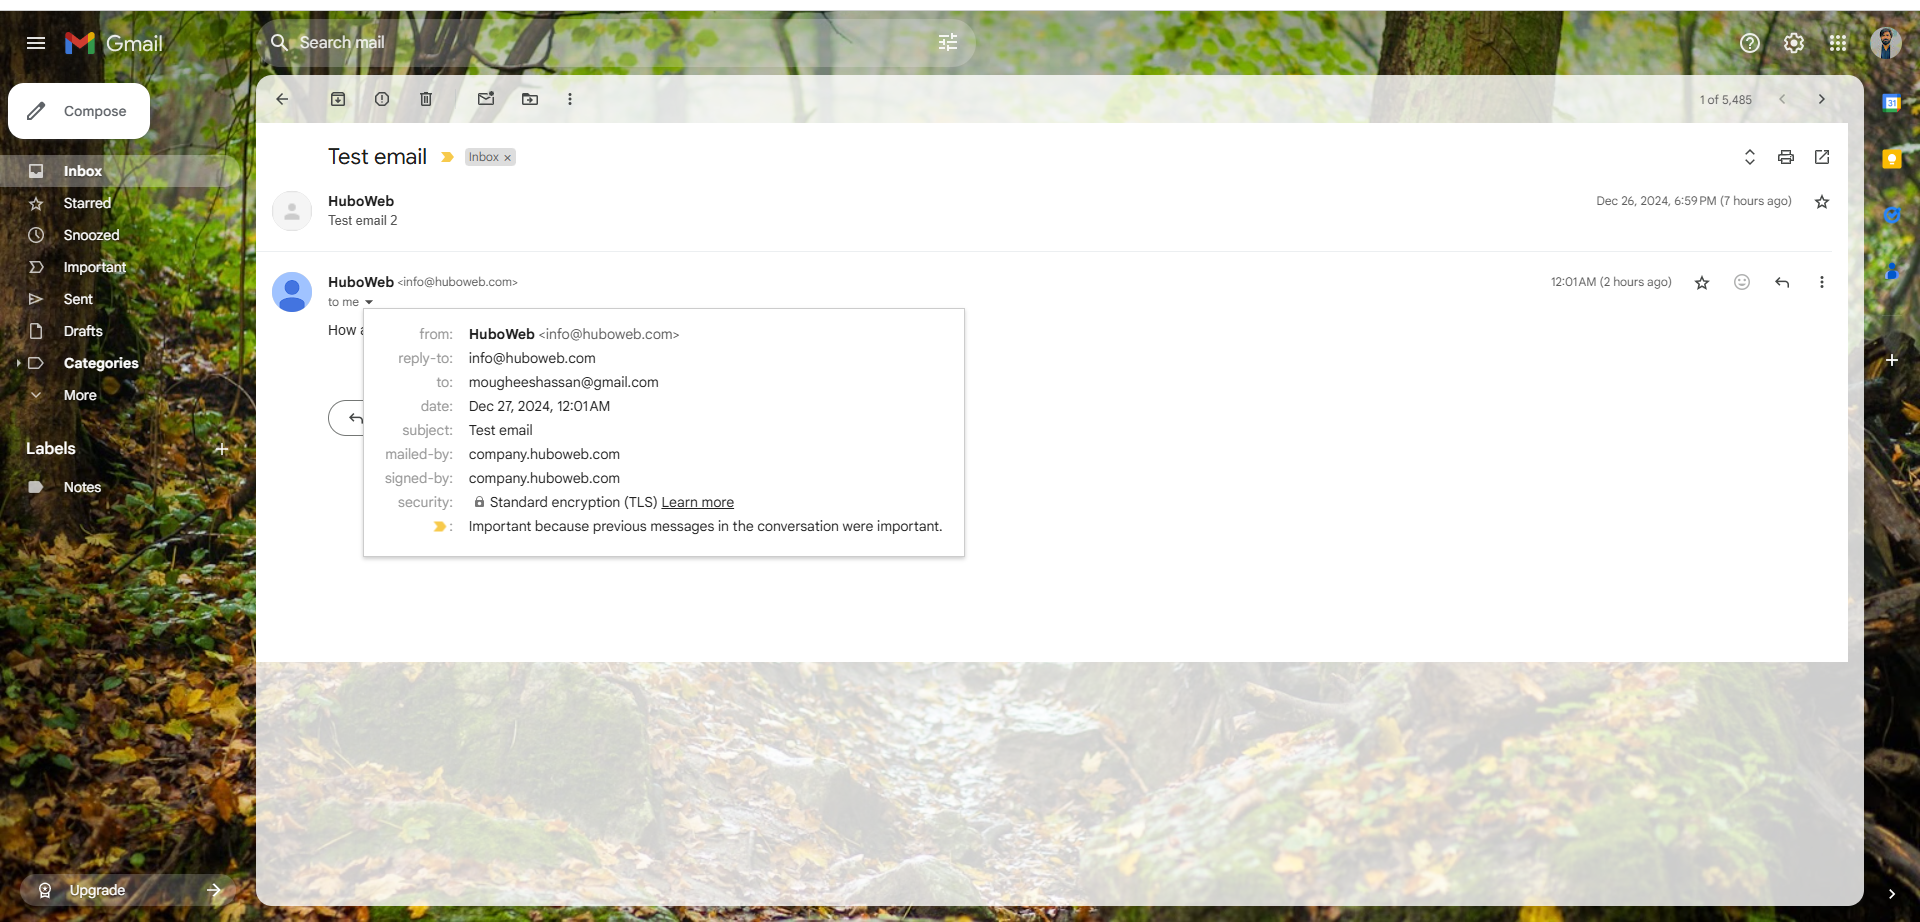 Gmail
Search mail
Compose
1 of 5,485
Inbox
Starred
Snoozed
Important
Sent
Drafts
Categories
More
Labels
Notes
Upgrade
Test email Inbox ×
HuboWeb
Dec 26, 2024, 6:59 PM (7 hours ago)
Test email 2
HuboWeb <info@huboweb.com>
12:01 AM (2 hours ago)
to me
How a
from: HuboWeb <info@huboweb.com>
reply-to: info@huboweb.com
to: mougheeshassan@gmail.com
date: Dec 27, 2024, 12:01 AM
subject: Test email
mailed-by: company.huboweb.com
signed-by: company.huboweb.com
security: Standard encryption (TLS) Learn more
: Important because previous messages in the conversation were important.
31